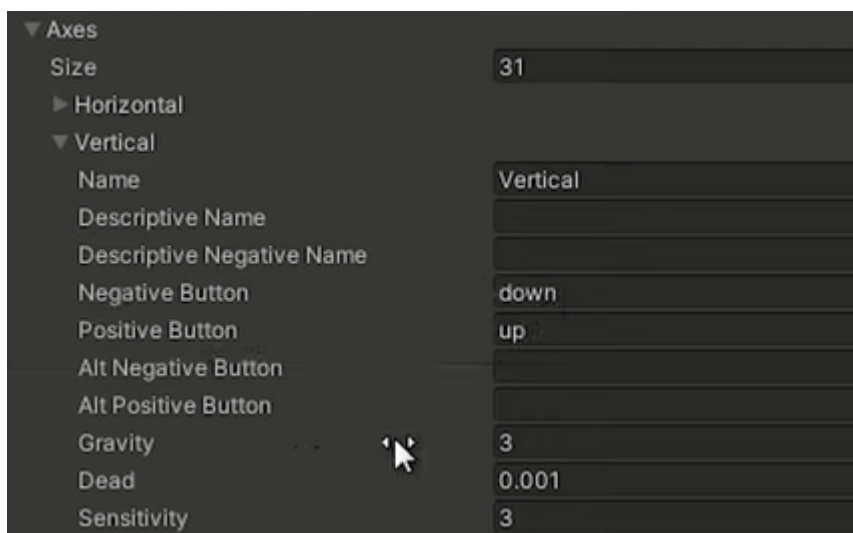 Axes
Size 31
Horizontal
Vertical
Name Vertical
Descriptive Name
Descriptive Negative Name
Negative Button down
Positive Button up
Alt Negative Button
Alt Positive Button
Gravity 3
Dead 0.001
Sensitivity 3